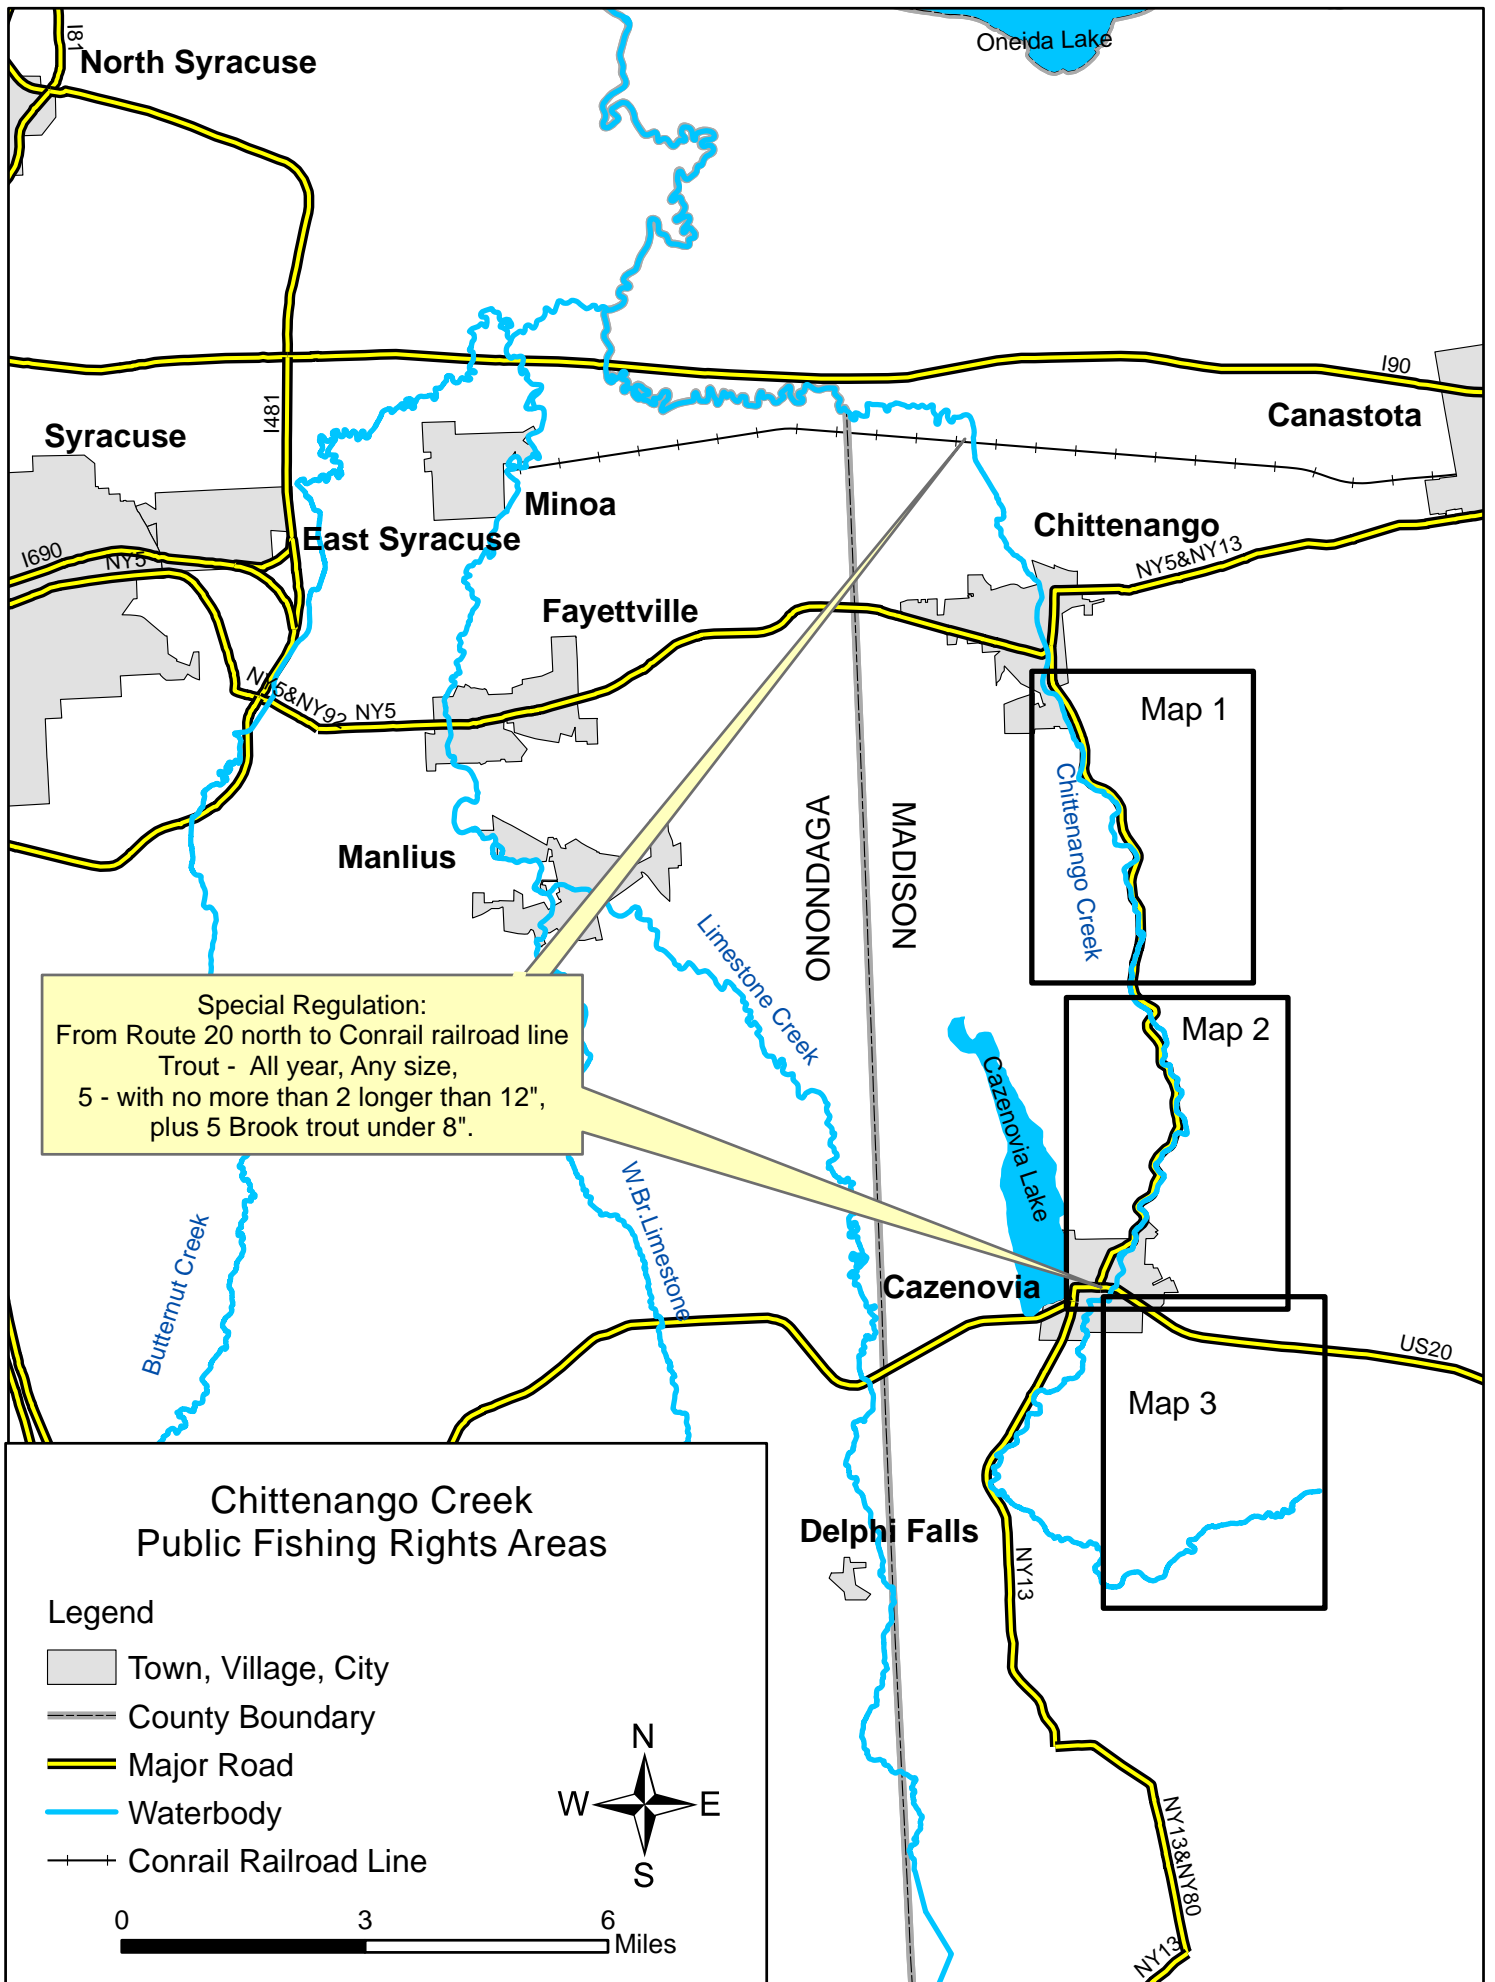 I81
North Syracuse
Oneida Lake
I90
Canastota
I481
Syracuse
Minoa
East Syracuse
Chittenango
NY5&NY13
I690
NY5
Fayettville
NY5&NY92
NY5
Map 1
Chittenango Creek
Manlius
ONONDAGA
MADISON
Limestone Creek
Special Regulation:
From Route 20 north to Conrail railroad line
Trout - All year, Any size,
5 - with no more than 2 longer than 12",
plus 5 Brook trout under 8".
Map 2
Cazenovia Lake
W.Br.Limestone
Butternut Creek
Cazenovia
US20
Map 3
Delphi Falls
NY13
NY13&NY80
NY13
Chittenango Creek
Public Fishing Rights Areas
Legend
Town, Village, City
County Boundary
Major Road
Waterbody
Conrail Railroad Line
N
W E
S
0 3 6
Miles